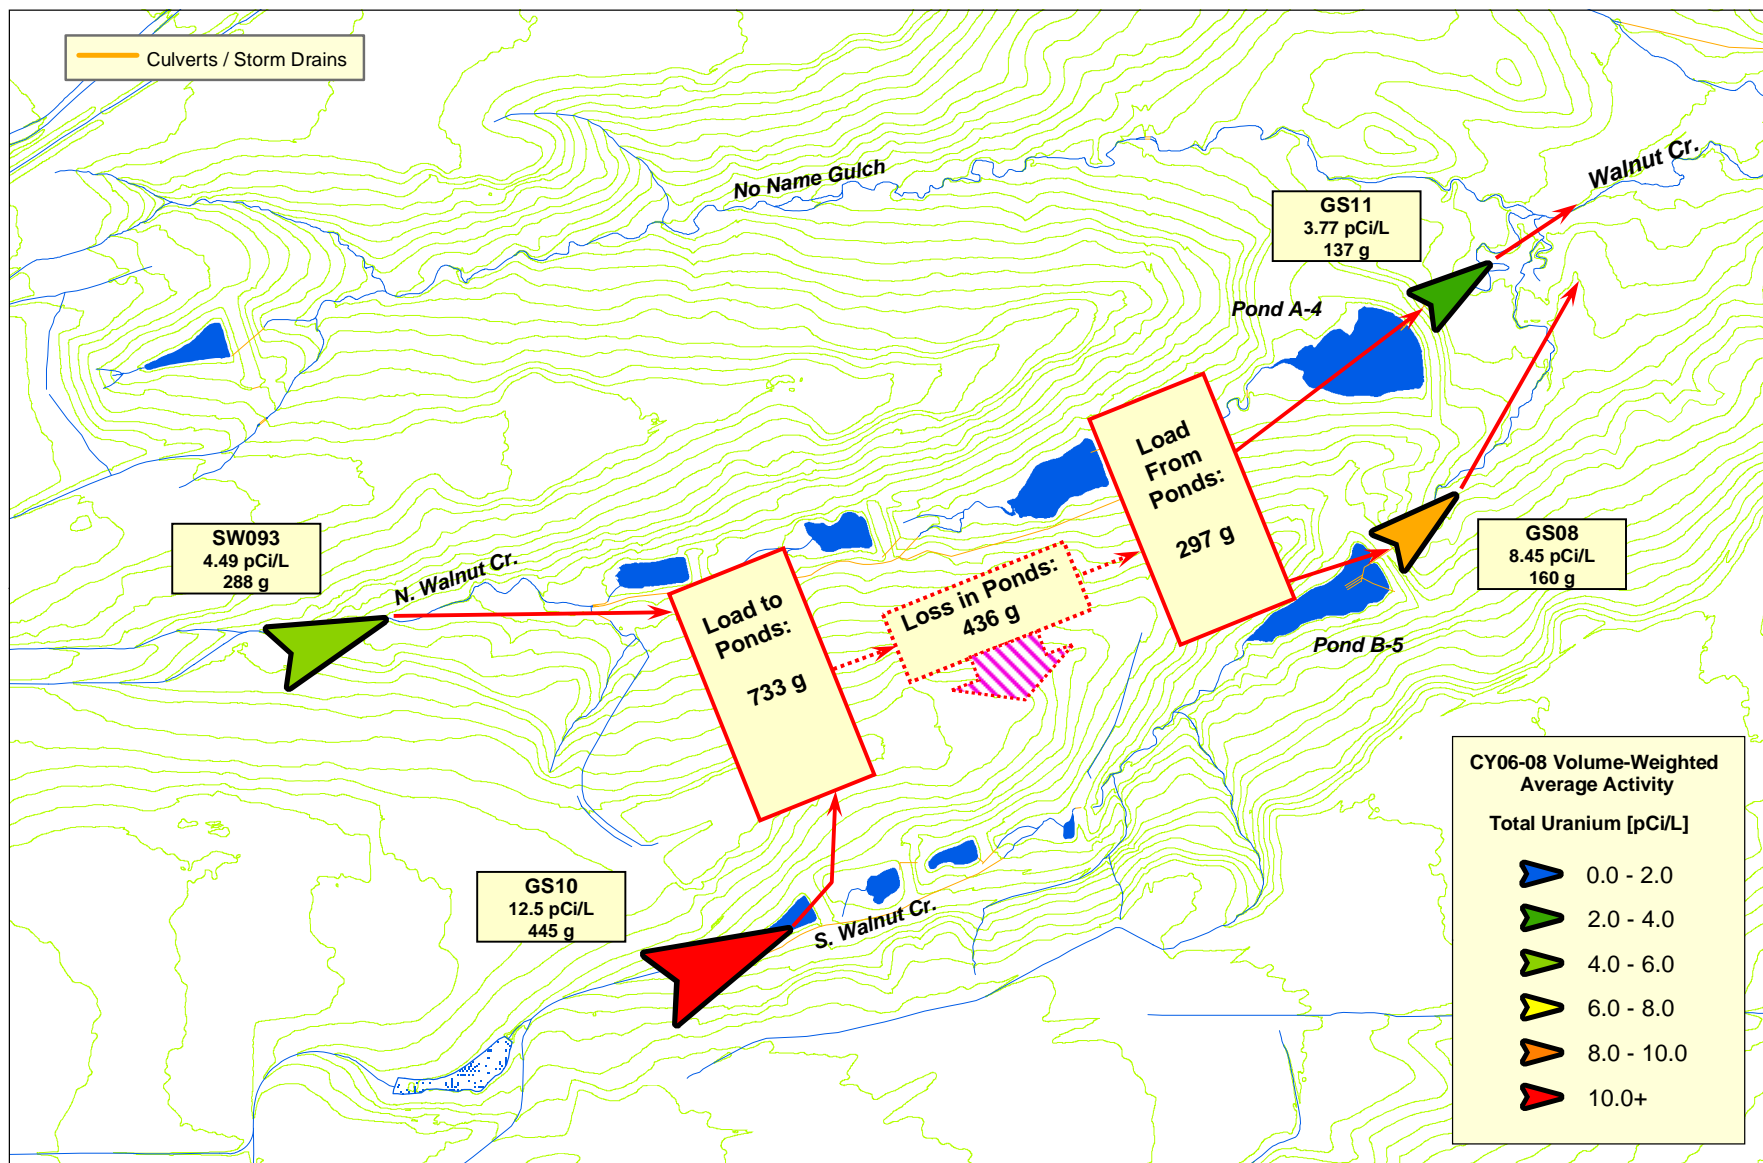 Culverts / Storm Drains
No Name Gulch
Walnut Cr.
GS11
3.77 pCi/L
137 g
Pond A-4
Load
From
Ponds:
297 g
SW093
4.49 pCi/L
288 g
N. Walnut Cr.
Load to
Ponds:
733 g
Loss in Ponds:
436 g
GS08
8.45 pCi/L
160 g
Pond B-5
GS10
12.5 pCi/L
445 g
S. Walnut Cr.
CY06-08 Volume-Weighted
Average Activity
Total Uranium [pCi/L]
0.0 - 2.0
2.0 - 4.0
4.0 - 6.0
6.0 - 8.0
8.0 - 10.0
10.0+